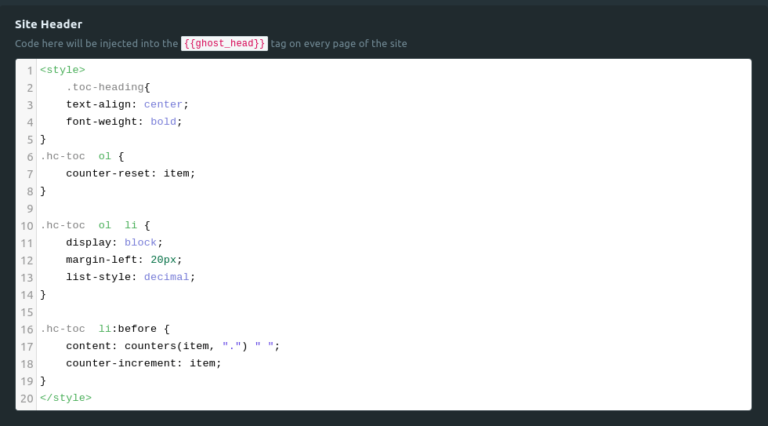 Site Header
Code here will be injected into the {{ghost_head}} tag on every page of the site
1 <style>
2     .toc-heading{
3     text-align: center;
4     font-weight: bold;
5 }
6 .hc-toc  ol {
7     counter-reset: item;
8 }
9
10 .hc-toc  ol  li {
11     display: block;
12     margin-left: 20px;
13     list-style: decimal;
14 }
15
16 .hc-toc  li:before {
17     content: counters(item, ".") " ";
18     counter-increment: item;
19 }
20 </style>